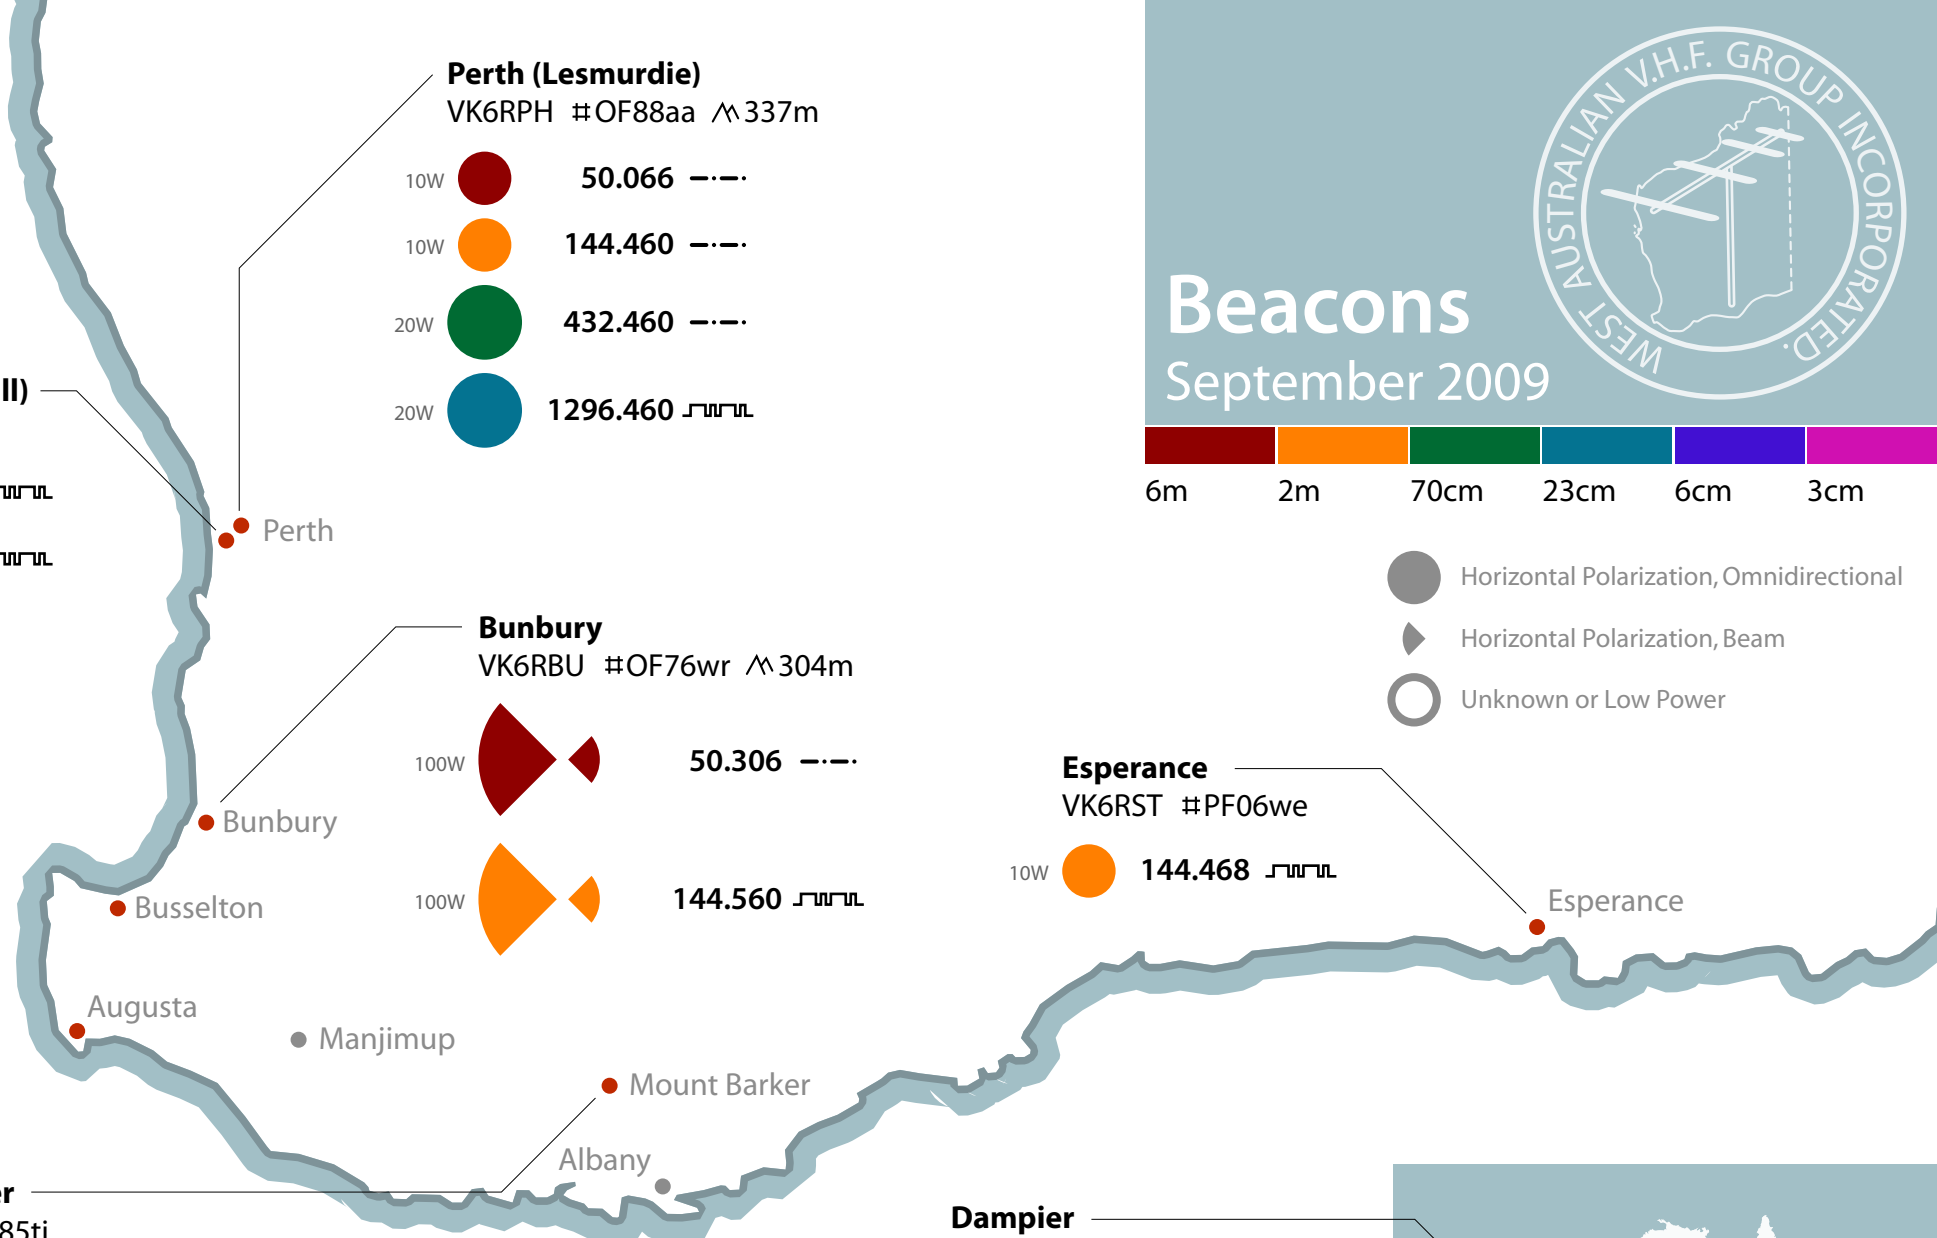 Perth (Lesmurdie)
VK6RPH #OF88aa 337m
10W 50.066
10W 144.460
20W 432.460
20W 1296.460
WEST AUSTRALIAN V.H.F. GROUP INCORPORATED.
Beacons
September 2009
6m 2m 70cm 23cm 6cm 3cm
Horizontal Polarization, Omnidirectional
Horizontal Polarization, Beam
Unknown or Low Power
ll)
Perth
Bunbury
VK6RBU #OF76wr 304m
100W 50.306
100W 144.560
Esperance
VK6RST #PF06we
10W 144.468
Esperance
Bunbury
Busselton
Augusta
Manjimup
Mount Barker
Albany
er
85ti
Dampier